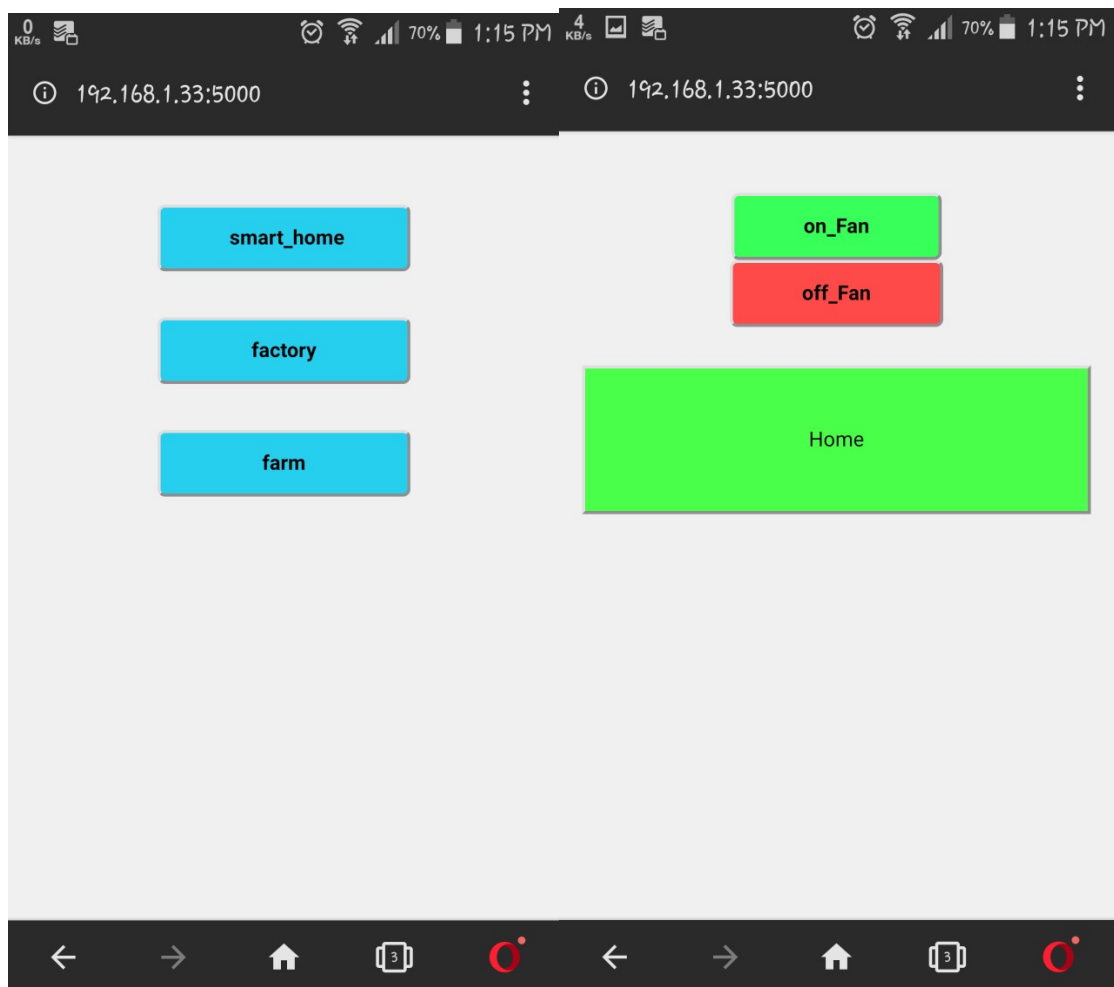 0
KB/s
70%
1:15 PM
192.168.1.33:5000
smart_home
factory
farm
3
4
KB/s
70%
1:15 PM
192.168.1.33:5000
on_Fan
off_Fan
Home
3